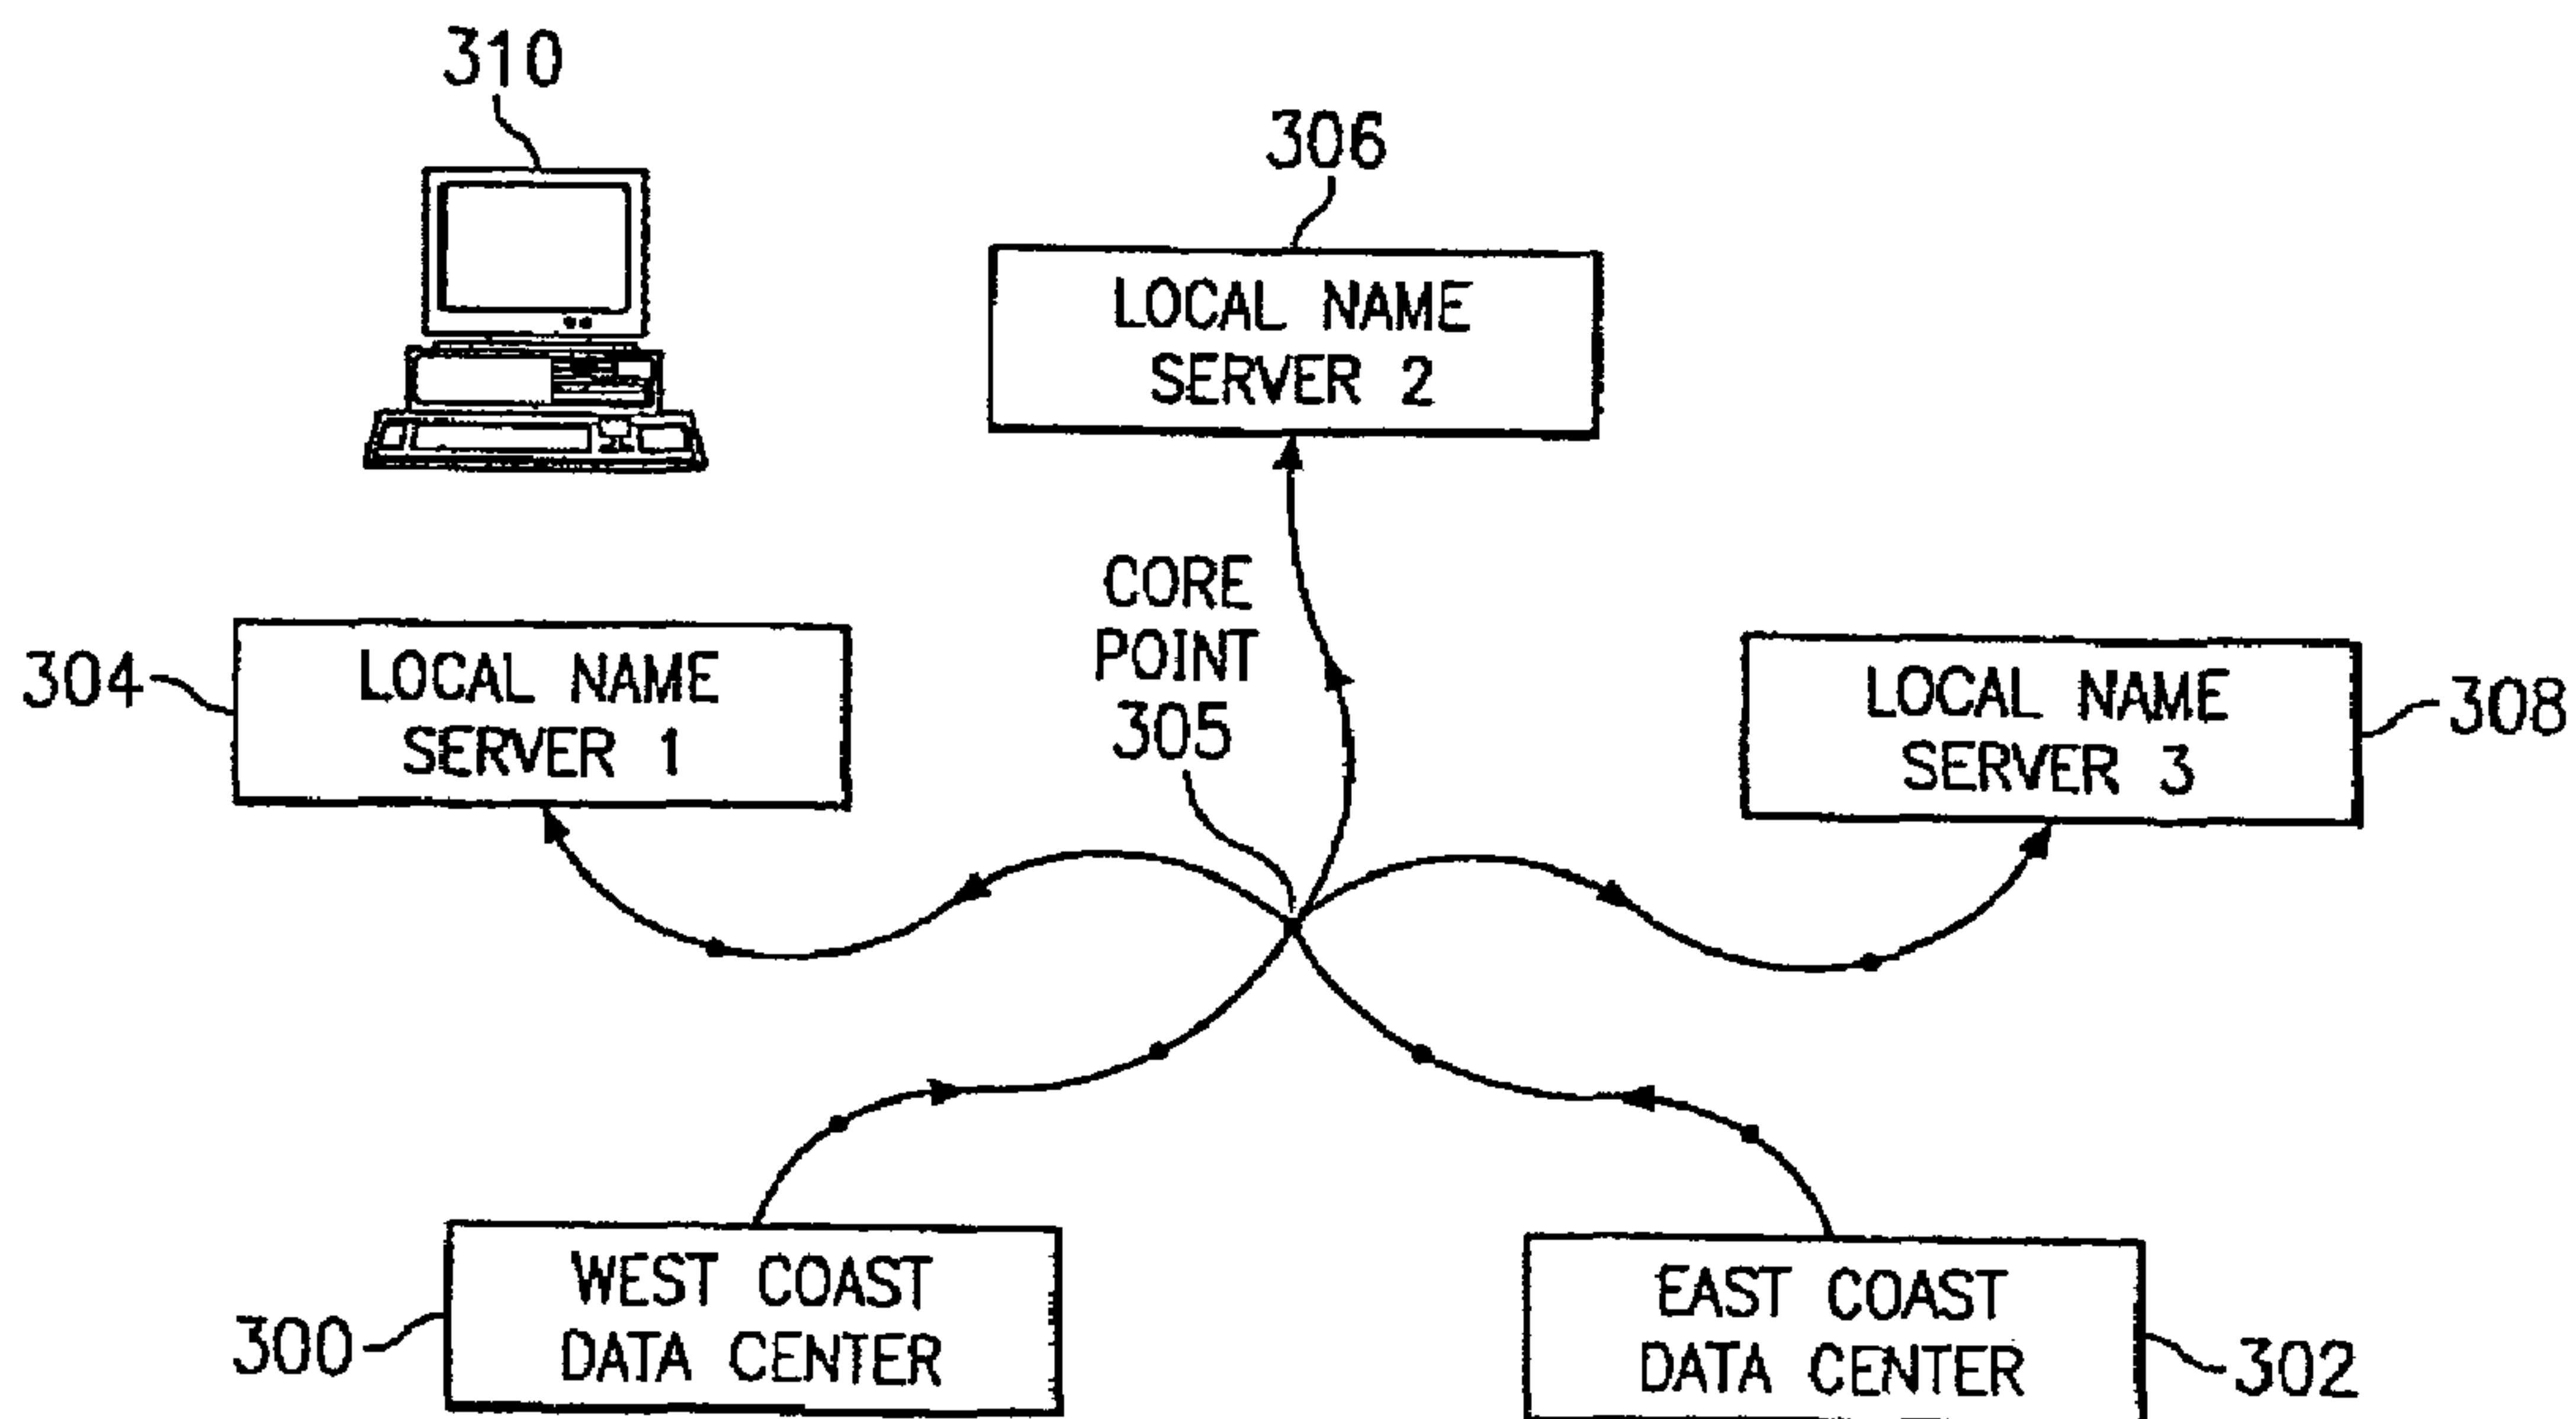 310
306
LOCAL NAME
SERVER 2
CORE
POINT
305
304
LOCAL NAME
SERVER 1
LOCAL NAME
SERVER 3
308
300
WEST COAST
DATA CENTER
EAST COAST
DATA CENTER
302